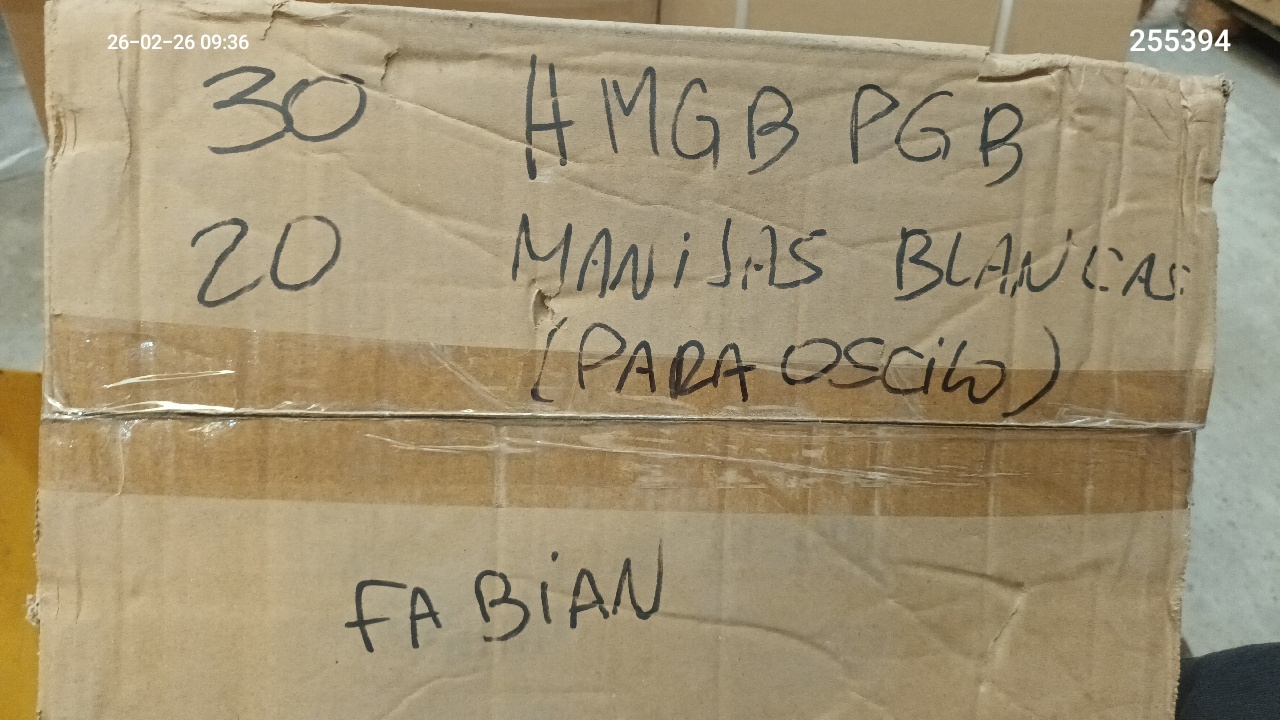 26-02-26 09:36
255394
30 HMGB PGB
20 MANiJAS BLANCAS
(PARA OSCiLO)
FABiAN